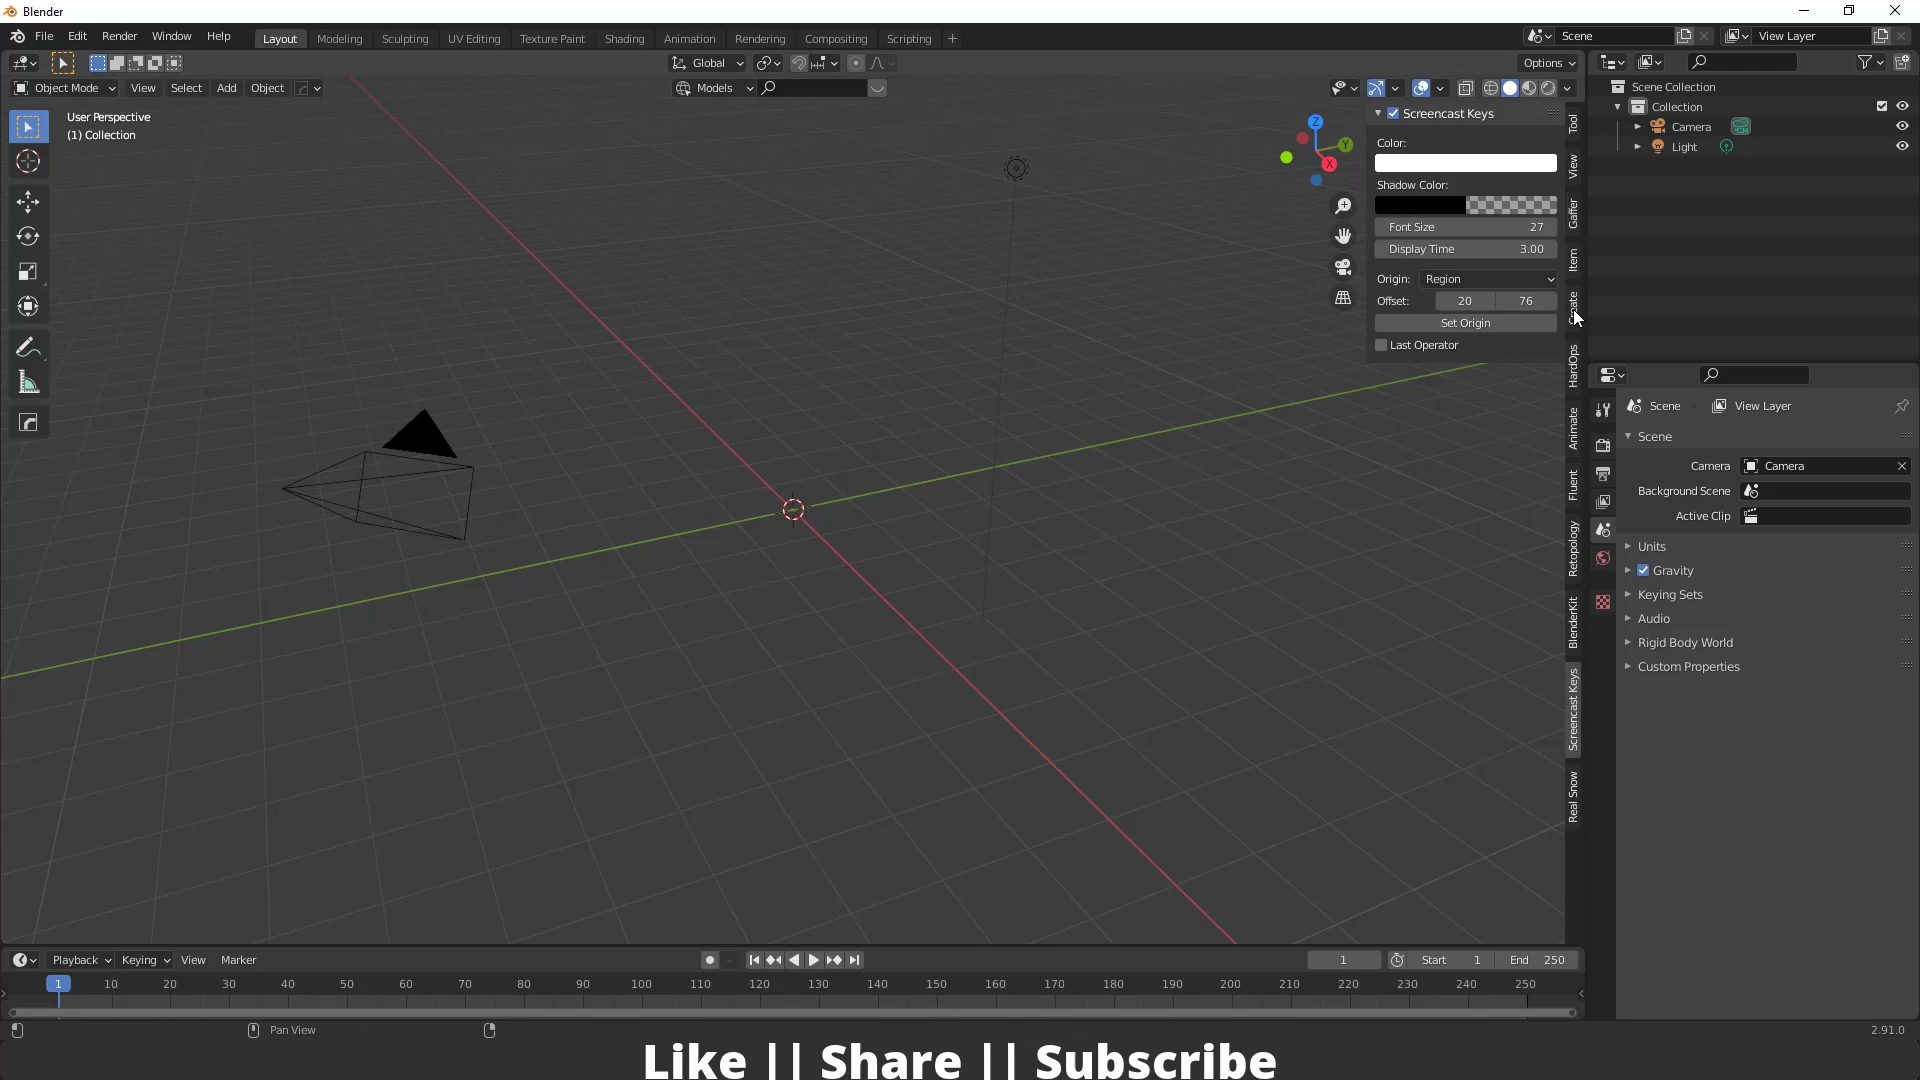 Blender
File Edit Render Window Help
Layout Modeling Sculpting UV Editing Texture Paint Shading Animation Rendering Compositing Scripting +
Scene
View Layer
Global
Options
Object Mode View Select Add Object
Models
User Perspective
(1) Collection
Z
Y
X
Screencast Keys
Color:
Shadow Color:
Font Size 27
Display Time 3.00
Origin: Region
Offset: 20 76
Set Origin
Last Operator
Tool
View
Gaffer
Item
HardOps
Animate
Fluent
Retopology
BlenderKit
Screencast Keys
Real Snow
Scene Collection
Collection
Camera
Light
Scene View Layer
Scene
Camera Camera
Background Scene
Active Clip
Units
Gravity
Keying Sets
Audio
Rigid Body World
Custom Properties
Playback Keying View Marker
1 Start 1 End 250
1 10 20 30 40 50 60 70 80 90 100 110 120 130 140 150 160 170 180 190 200 210 220 230 240 250
Pan View
2.91.0
Like || Share || Subscribe